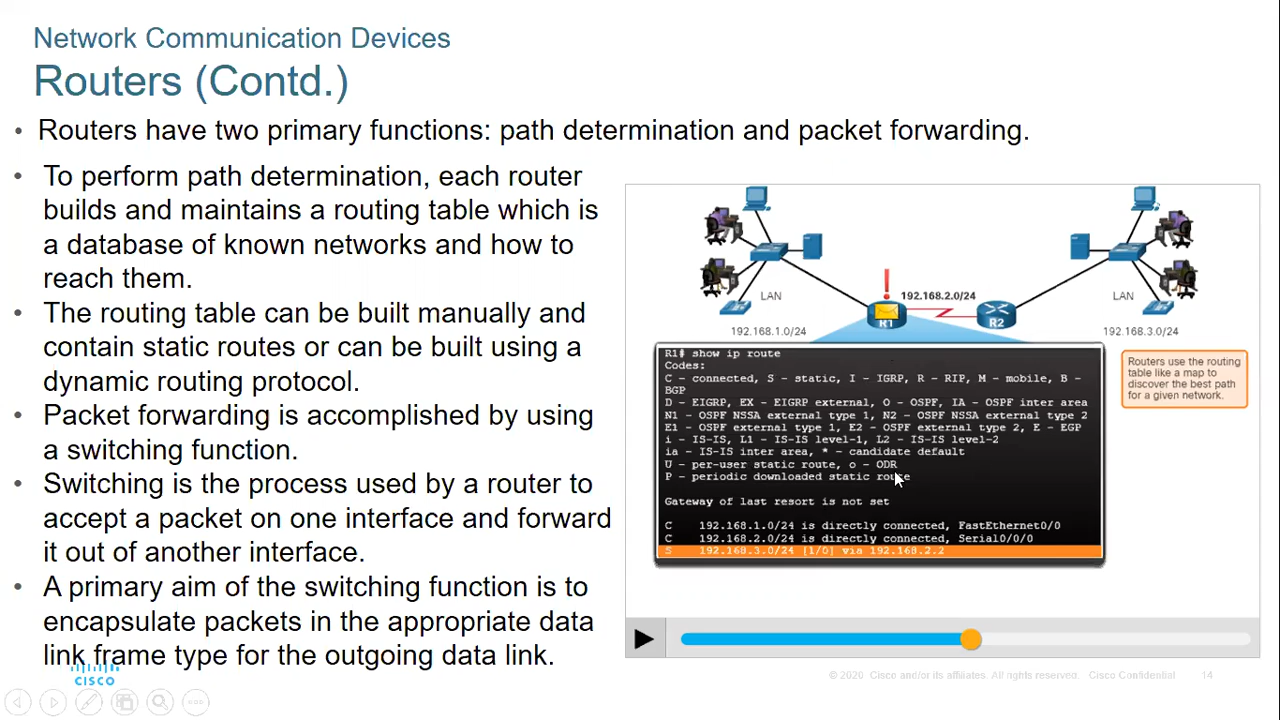 Network Communication Devices
Routers (Contd.)
• Routers have two primary functions: path determination and packet forwarding.
• To perform path determination, each router
builds and maintains a routing table which is
a database of known networks and how to
reach them.
• The routing table can be built manually and
contain static routes or can be built using a
dynamic routing protocol.
• Packet forwarding is accomplished by using
a switching function.
• Switching is the process used by a router to
accept a packet on one interface and forward
it out of another interface.
• A primary aim of the switching function is to
encapsulate packets in the appropriate data
link frame type for the outgoing data link.
LAN
192.168.1.0/24
R1
192.168.2.0/24
R2
LAN
192.168.3.0/24
R1# show ip route
Codes:
C - connected, S - static, I - IGRP, R - RIP, M - mobile, B -
BGP
D - EIGRP, EX - EIGRP external, O - OSPF, IA - OSPF inter area
N1 - OSPF NSSA external type 1, N2 - OSPF NSSA external type 2
E1 - OSPF external type 1, E2 - OSPF external type 2, E - EGP
i - IS-IS, L1 - IS-IS level-1, L2 - IS-IS level-2
ia - IS-IS inter area, * - candidate default
U - per-user static route, o - ODR
P - periodic downloaded static route
Gateway of last resort is not set
C 192.168.1.0/24 is directly connected, FastEthernet0/0
C 192.168.2.0/24 is directly connected, Serial0/0/0
S 192.168.3.0/24 [1/0] via 192.168.2.2
Routers use the routing
table like a map to
discover the best path
for a given network.
CISCO
© 2020 Cisco and/or its affiliates. All rights reserved. Cisco Confidential
14